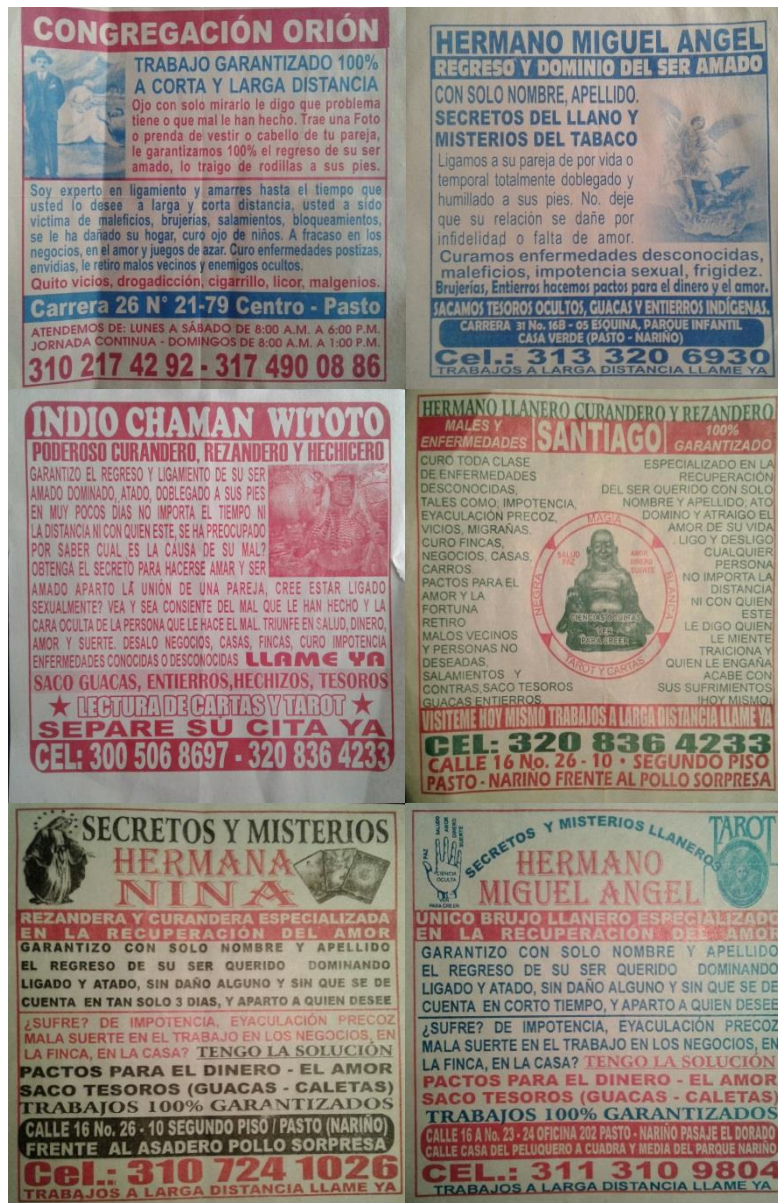 CONGREGACIÓN ORIÓN
TRABAJO GARANTIZADO 100%
A CORTA Y LARGA DISTANCIA
Ojo con solo mirarlo le digo que problema
tiene o que mal le han hecho. Trae una Foto
o prenda de vestir o cabello de tu pareja,
le garantizamos 100% el regreso de su ser
amado, lo traigo de rodillas a sus pies.
Soy experto en ligamiento y amarres hasta el tiempo que
usted lo desee a larga y corta distancia, usted a sido
victima de maleficios, brujerias, salamientos, bloqueamientos,
se le ha dañado su hogar, curo ojo de niños. A fracaso en los
negocios, en el amor y juegos de azar. Curo enfermedades postizas,
envidias, le retiro malos vecinos y enemigos ocultos.
Quito vicios, drogadicción, cigarrillo, licor, malgenios.
Carrera 26 N° 21-79 Centro - Pasto
ATENDEMOS DE: LUNES A SÁBADO DE 8:00 A.M. A 6:00 P.M.
JORNADA CONTINUA - DOMINGOS DE 8:00 A.M. A 1:00 P.M.
310 217 42 92 - 317 490 08 86
HERMANO MIGUEL ANGEL
REGRESO Y DOMINIO DEL SER AMADO
CON SOLO NOMBRE, APELLIDO.
SECRETOS DEL LLANO Y
MISTERIOS DEL TABACO
Ligamos a su pareja de por vida o
temporal totalmente doblegado y
humillado a sus pies. No. deje
que su relación se dañe por
infidelidad o falta de amor.
Curamos enfermedades desconocidas,
maleficios, impotencia sexual, frigidez.
Brujerías, Entierros hacemos pactos para el dinero y el amor.
SACAMOS TESOROS OCULTOS, GUACAS Y ENTIERROS INDÍGENAS.
CARRERA 31 No. 16B - 05 ESQUINA, PARQUE INFANTIL
CASA VERDE (PASTO - NARIÑO)
Cel.: 313 320 6930
TRABAJOS A LARGA DISTANCIA LLAME YA
INDIO CHAMAN WITOTO
PODEROSO CURANDERO, REZANDERO Y HECHICERO
GARANTIZO EL REGRESO Y LIGAMIENTO DE SU SER
AMADO DOMINADO, ATADO, DOBLEGADO A SUS PIES
EN MUY POCOS DÍAS NO IMPORTA EL TIEMPO NI
LA DISTANCIA NI CON QUIEN ESTE, SE HA PREOCUPADO
POR SABER CUAL ES LA CAUSA DE SU MAL?
OBTENGA EL SECRETO PARA HACERSE AMAR Y SER
AMADO APARTO LA UNIÓN DE UNA PAREJA, CREE ESTAR LIGADO
SEXUALMENTE? VEA Y SEA CONSIENTE DEL MAL QUE LE HAN HECHO Y LA
CARA OCULTA DE LA PERSONA QUE LE HACE EL MAL. TRIUNFE EN SALUD, DINERO,
AMOR Y SUERTE. DESALO NEGOCIOS, CASAS, FINCAS, CURO IMPOTENCIA
ENFERMEDADES CONOCIDAS O DESCONOCIDAS LLAME YA
SACO GUACAS, ENTIERROS,HECHIZOS, TESOROS
★ LECTURA DE CARTAS Y TAROT ★
SEPARE SU CITA YA
CEL: 300 506 8697 - 320 836 4233
HERMANO LLANERO CURANDERO Y REZANDERO
MALES Y
ENFERMEDADES
SANTIAGO
100%
GARANTIZADO
CURO TODA CLASE
DE ENFERMEDADES
DESCONOCIDAS,
TALES COMO: IMPOTENCIA,
EYACULACIÓN PRECOZ,
VICIOS, MIGRAÑAS.
CURO FINCAS,
NEGOCIOS, CASAS,
CARROS.
PACTOS PARA EL
AMOR Y LA
FORTUNA
RETIRO
MALOS VECINOS
Y PERSONAS NO
DESEADAS,
SALAMIENTOS Y
CONTRAS,SACO TESOROS
GUACAS ENTIERROS
MAGIA
NEGRA
BLANCA
TAROT Y CARTAS
SALUD
PAZ
AMOR
DINERO
SUERTE
CIENCIAS OCULTAS
VER
PARA CREER
ESPECIALIZADO EN LA
RECUPERACIÓN
DEL SER QUERIDO CON SOLO
NOMBRE Y APELLIDO, ATO
DOMINO Y ATRAIGO EL
AMOR DE SU VIDA
. LIGO Y DESLIGO
CUALQUIER
PERSONA
NO IMPORTA LA
DISTANCIA
NI CON QUIEN
ESTE
LE DIGO QUIEN
LE MIENTE
TRAICIONA Y
QUIEN LE ENGAÑA
ACABE CON
SUS SUFRIMIENTOS
!HOY MISMO¡
VISITEME HOY MISMO TRABAJOS A LARGA DISTANCIA LLAME YA
CEL: 320 836 4233
CALLE 16 No. 26 - 10 • SEGUNDO PISO
PASTO - NARIÑO FRENTE AL POLLO SORPRESA
SECRETOS Y MISTERIOS
HERMANA
NINA
REZANDERA Y CURANDERA ESPECIALIZADA
EN LA RECUPERACIÓN DEL AMOR
GARANTIZO CON SOLO NOMBRE Y APELLIDO
EL REGRESO DE SU SER QUERIDO DOMINANDO
LIGADO Y ATADO, SIN DAÑO ALGUNO Y SIN QUE SE DE
CUENTA EN TAN SOLO 3 DIAS, Y APARTO A QUIEN DESEE
¿SUFRE? DE IMPOTENCIA, EYACULACIÓN PRECOZ
MALA SUERTE EN EL TRABAJO EN LOS NEGOCIOS, EN
LA FINCA, EN LA CASA? TENGO LA SOLUCIÓN
PACTOS PARA EL DINERO - EL AMOR
SACO TESOROS (GUACAS - CALETAS)
TRABAJOS 100% GARANTIZADOS
CALLE 16 No. 26 - 10 SEGUNDO PISO / PASTO (NARIÑO)
FRENTE AL ASADERO POLLO SORPRESA
Cel.: 310 724 1026
TRABAJOS A LARGA DISTANCIA LLAME YA
PAZ
SALUD
AMOR
DINERO
SUERTE
CIENCIA
OCULTA
PARA CREER
SECRETOS Y MISTERIOS LLANEROS
TAROT
HERMANO
MIGUEL ANGEL
UNICO BRUJO LLANERO ESPECIALIZADO
EN LA RECUPERACIÓN DEL AMOR
GARANTIZO CON SOLO NOMBRE Y APELLIDO
EL REGRESO DE SU SER QUERIDO DOMINANDO
LIGADO Y ATADO, SIN DAÑO ALGUNO Y SIN QUE SE DE
CUENTA EN CORTO TIEMPO, Y APARTO A QUIEN DESEE
¿SUFRE? DE IMPOTENCIA, EYACULACIÓN PRECOZ
MALA SUERTE EN EL TRABAJO EN LOS NEGOCIOS, EN
LA FINCA, EN LA CASA? TENGO LA SOLUCIÓN
PACTOS PARA EL DINERO - EL AMOR
SACO TESOROS (GUACAS - CALETAS)
TRABAJOS 100% GARANTIZADOS
CALLE 16 A No. 23 - 24 OFICINA 202 PASTO - NARIÑO PASAJE EL DORADO
CALLE CASA DEL PELUQUERO A CUADRA Y MEDIA DEL PARQUE NARIÑO
CEL.: 311 310 9804
TRABAJOS A LARGA DISTANCIA LLAME YA